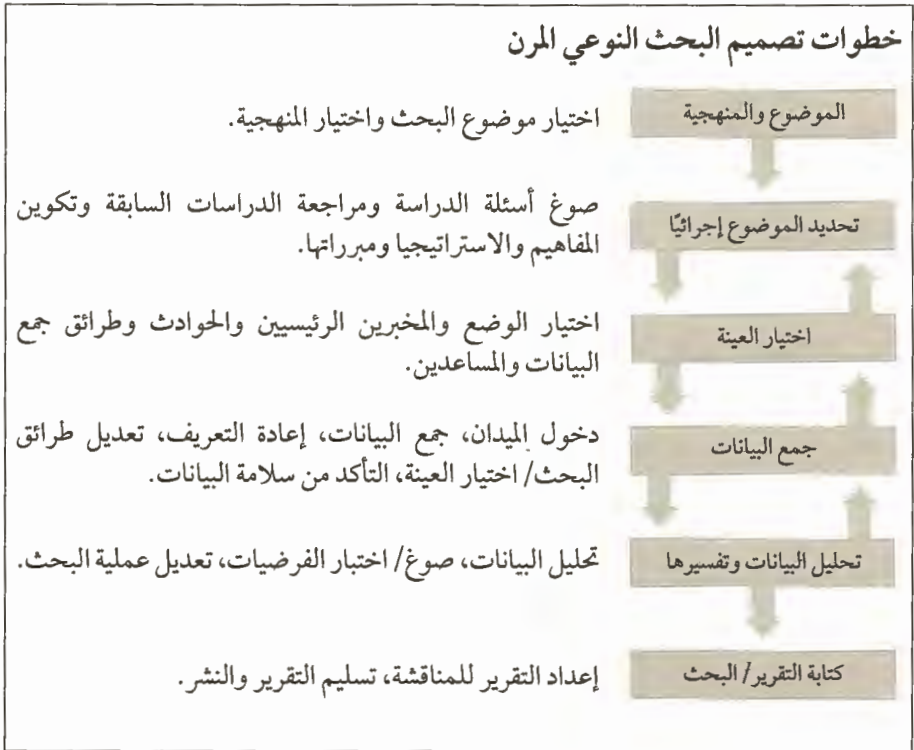 خطوات تصميم البحث النوعي المرن
الموضوع والمنهجية
اختيار موضوع البحث واختيار المنهجية.
تحديد الموضوع إجرائيًا
صوغ أسئلة الدراسة ومراجعة الدراسات السابقة وتكوين
المفاهيم والاستراتيجيا ومبرراتها.
اختيار العينة
اختيار الوضع والمخبرين الرئيسيين والحوادث وطرائق جمع
البيانات والمساعدين.
جمع البيانات
دخول الميدان، جمع البيانات، إعادة التعريف، تعديل طرائق
البحث/ اختيار العينة، التأكد من سلامة البيانات.
تحليل البيانات وتفسيرها
تحليل البيانات، صوغ/ اختبار الفرضيات، تعديل عملية البحث.
كتابة التقرير/ البحث
إعداد التقرير للمناقشة، تسليم التقرير والنشر.